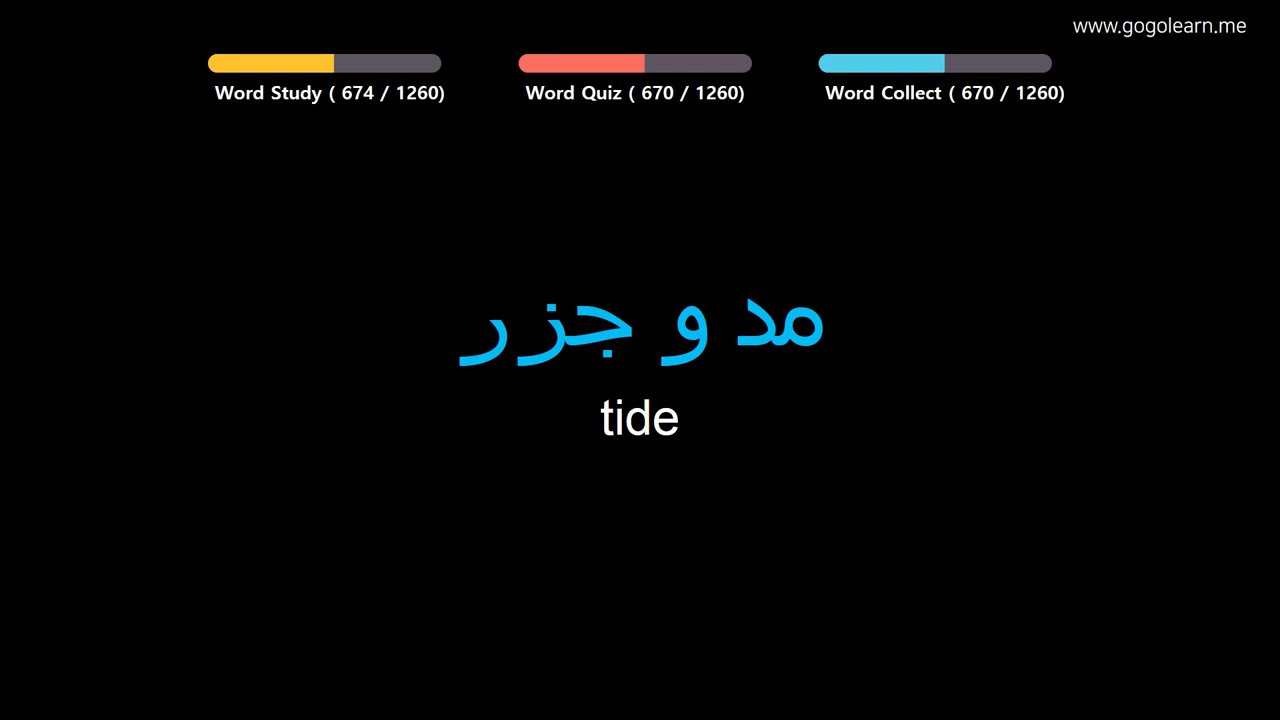 www.gogolearn.me
Word Study ( 674 / 1260)
Word Quiz ( 670 / 1260)
Word Collect ( 670 / 1260)
مد و جزر
tide